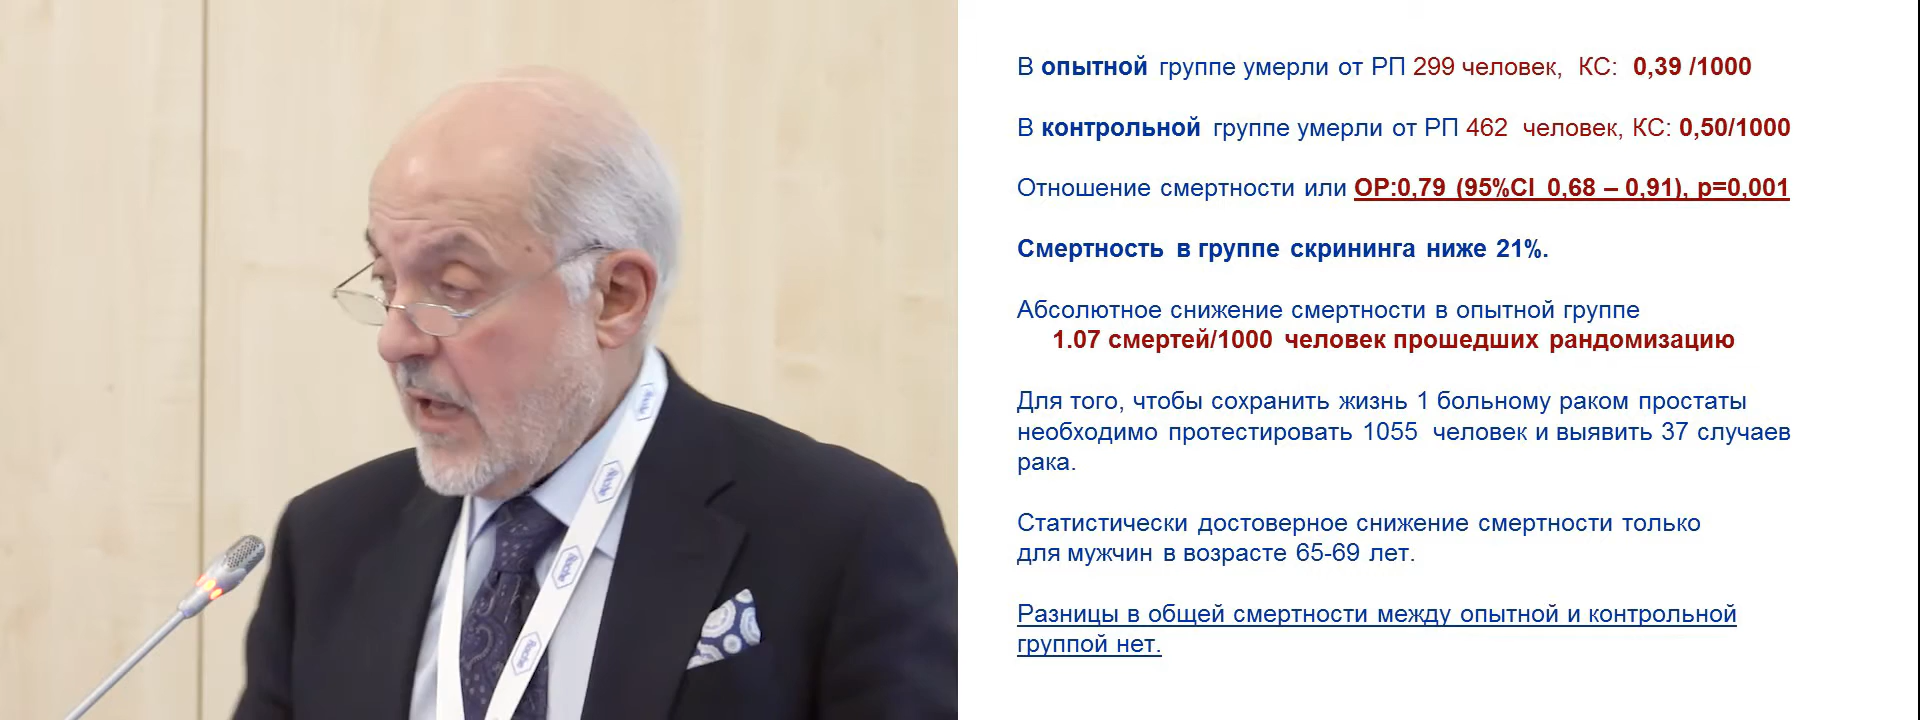 В опытной группе умерли от РП 299 человек, КС: 0,39 /1000
В контрольной группе умерли от РП 462 человек, КС: 0,50/1000
Отношение смертности или ОР:0,79 (95%CI 0,68 – 0,91), p=0,001
Смертность в группе скрининга ниже 21%.
Абсолютное снижение смертности в опытной группе
1.07 смертей/1000 человек прошедших рандомизацию
Для того, чтобы сохранить жизнь 1 больному раком простаты
необходимо протестировать 1055 человек и выявить 37 случаев
рака.
Статистически достоверное снижение смертности только
для мужчин в возрасте 65-69 лет.
Разницы в общей смертности между опытной и контрольной
группой нет.
Roche
Roche
Roche
Roche